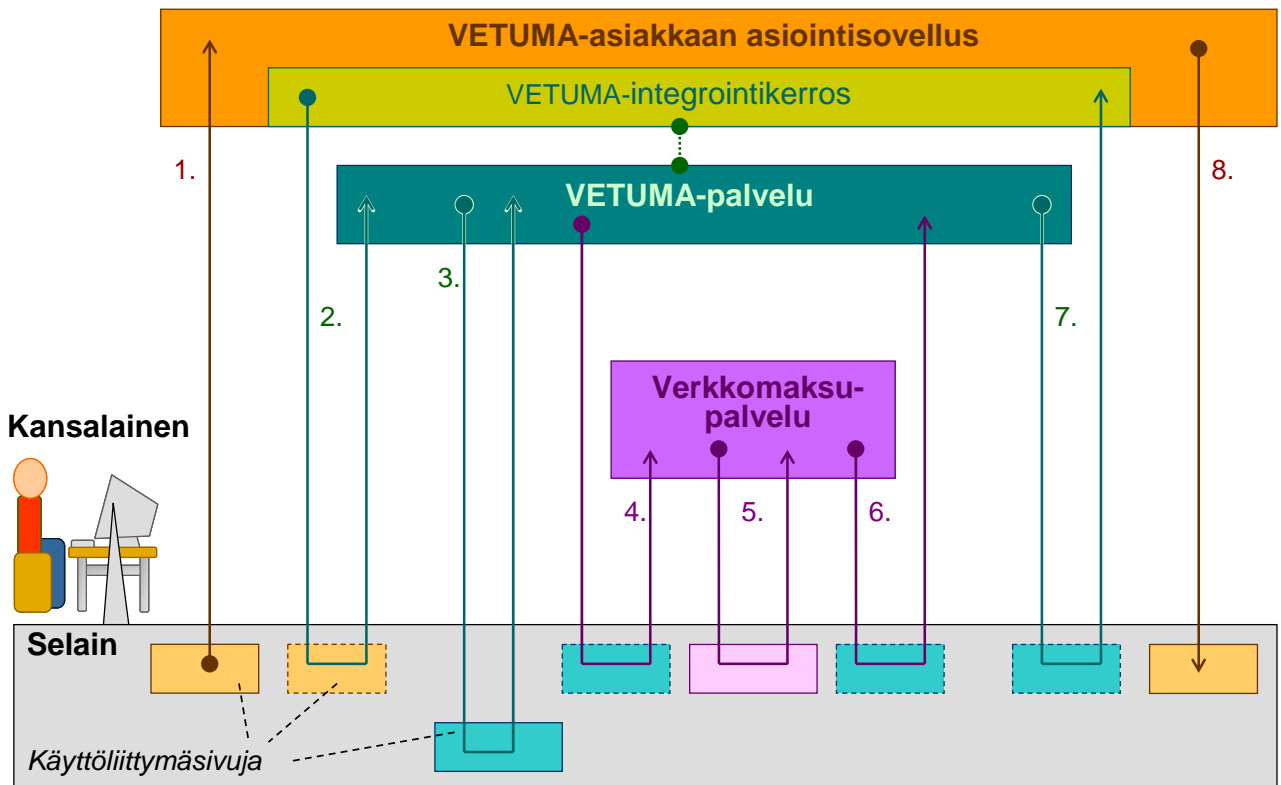 VETUMA-asiakkaan asiointisovellus
VETUMA-integrointikerros
1.
8.
VETUMA-palvelu
3.
2.
7.
Verkkomaksu-
palvelu
Kansalainen
4.
5.
6.
Selain
Käyttöliittymäsivuja